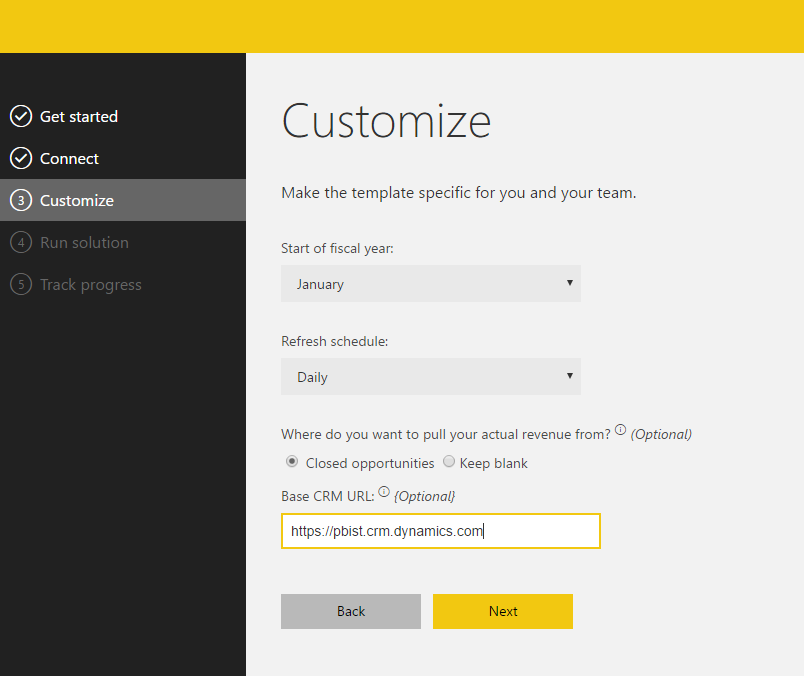 Get started
Connect
3 Customize
4 Run solution
5 Track progress
Customize
Make the template specific for you and your team.
Start of fiscal year:
January
Refresh schedule:
Daily
Where do you want to pull your actual revenue from? (Optional)
Closed opportunities Keep blank
Base CRM URL: {Optional}
https://pbist.crm.dynamics.com
Back Next